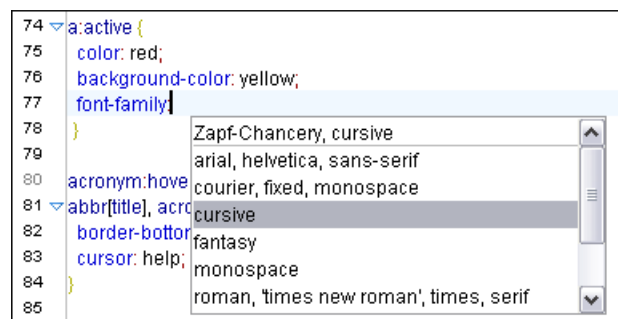 74 a:active {
75 color: red;
76 background-color: yellow;
77 font-family:
78 }
Zapf-Chancery, cursive
79
arial, helvetica, sans-serif
80 acronym:hove
courier, fixed, monospace
81 abbr[title], acro
cursive
82 border-bottor
fantasy
83 cursor: help;
monospace
84 }
roman, 'times new roman', times, serif
85